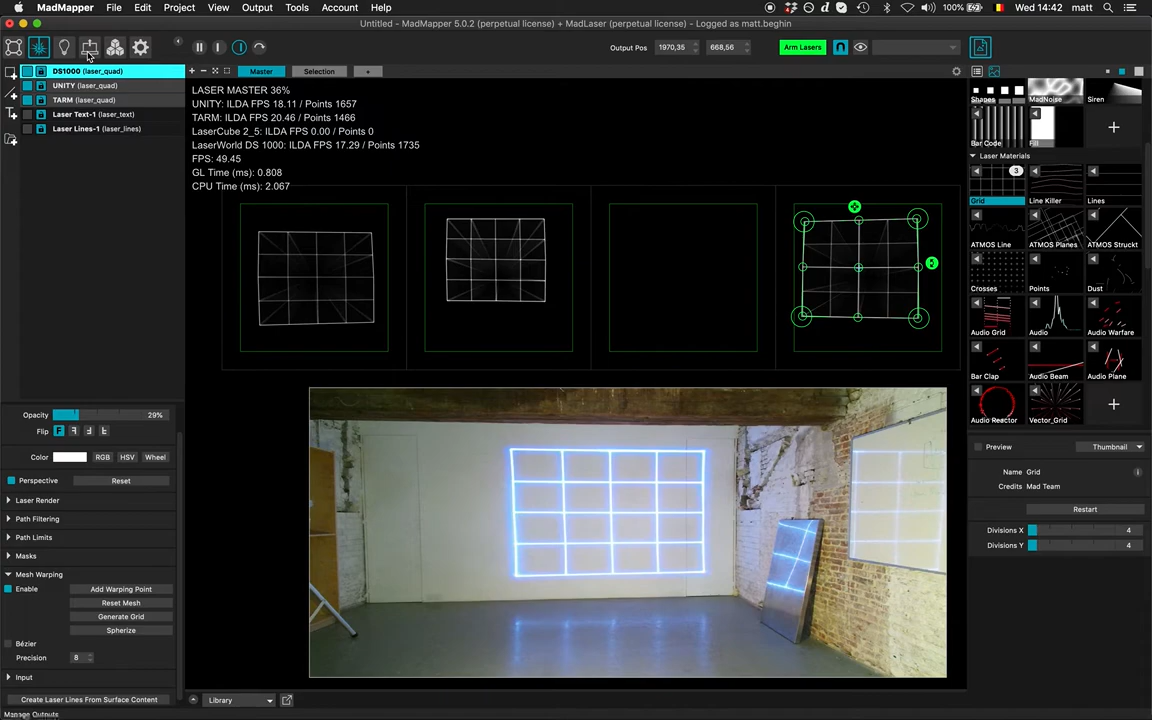 MadMapper File Edit Project View Output Tools Account Help 100% Wed 14:42 matt
Untitled - MadMapper 5.0.2 (perpetual license) + MadLaser (perpetual license) - Logged as matt.beghin
Output Pos 1970,35 668,56 Arm Lasers
DS1000 (laser_quad)
UNITY (laser_quad)
TARM (laser_quad)
Laser Text-1 (laser_text)
Laser Lines-1 (laser_lines)
Master Selection +
LASER MASTER 36%
UNITY: ILDA FPS 18.11 / Points 1657
TARM: ILDA FPS 20.46 / Points 1466
LaserCube 2_5: ILDA FPS 0.00 / Points 0
LaserWorld DS 1000: ILDA FPS 17.29 / Points 1735
FPS: 49.45
GL Time (ms): 0.808
CPU Time (ms): 2.067
Shapes MadNoise Siren
Bar Code Fill
Laser Materials
3
Grid Line Killer Lines
ATMOS Line ATMOS Planes ATMOS Struckt
Crosses Points Dust
Audio Grid Audio Audio Warfare
Bar Clap Audio Beam Audio Plane
Audio Reactor Vector_Grid
Preview Thumbnail
Name Grid
Credits Mad Team
Restart
Divisions X 4
Divisions Y 4
Opacity 29%
Flip
Color RGB HSV Wheel
Perspective Reset
Laser Render
Path Filtering
Path Limits
Masks
Mesh Warping
Enable Add Warping Point
Reset Mesh
Generate Grid
Spherize
Bézier
Precision 8
Input
Create Laser Lines From Surface Content
Library
Manage Outputs